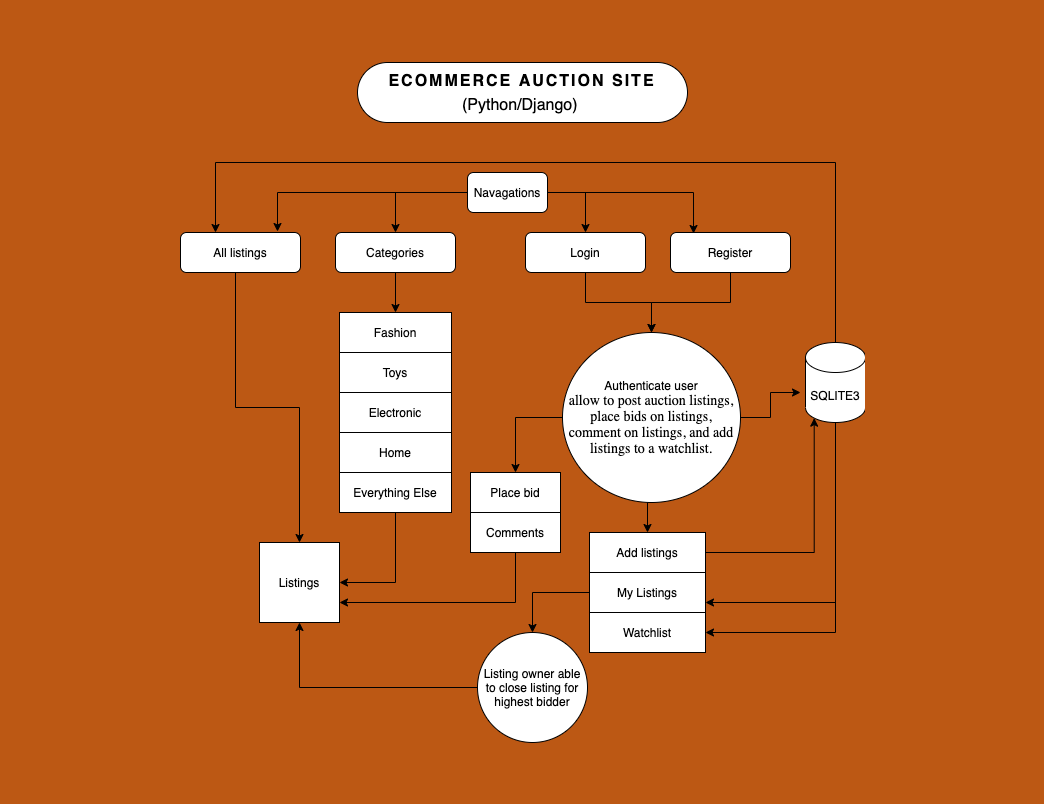 ECOMMERCE AUCTION SITE
(Python/Django)
Navagations
All listings
Categories
Login
Register
Fashion
Toys
Electronic
Home
Everything Else
Authenticate user
allow to post auction listings,
place bids on listings,
comment on listings, and add
listings to a watchlist.
SQLITE3
Place bid
Comments
Add listings
My Listings
Watchlist
Listings
Listing owner able
to close listing for
highest bidder